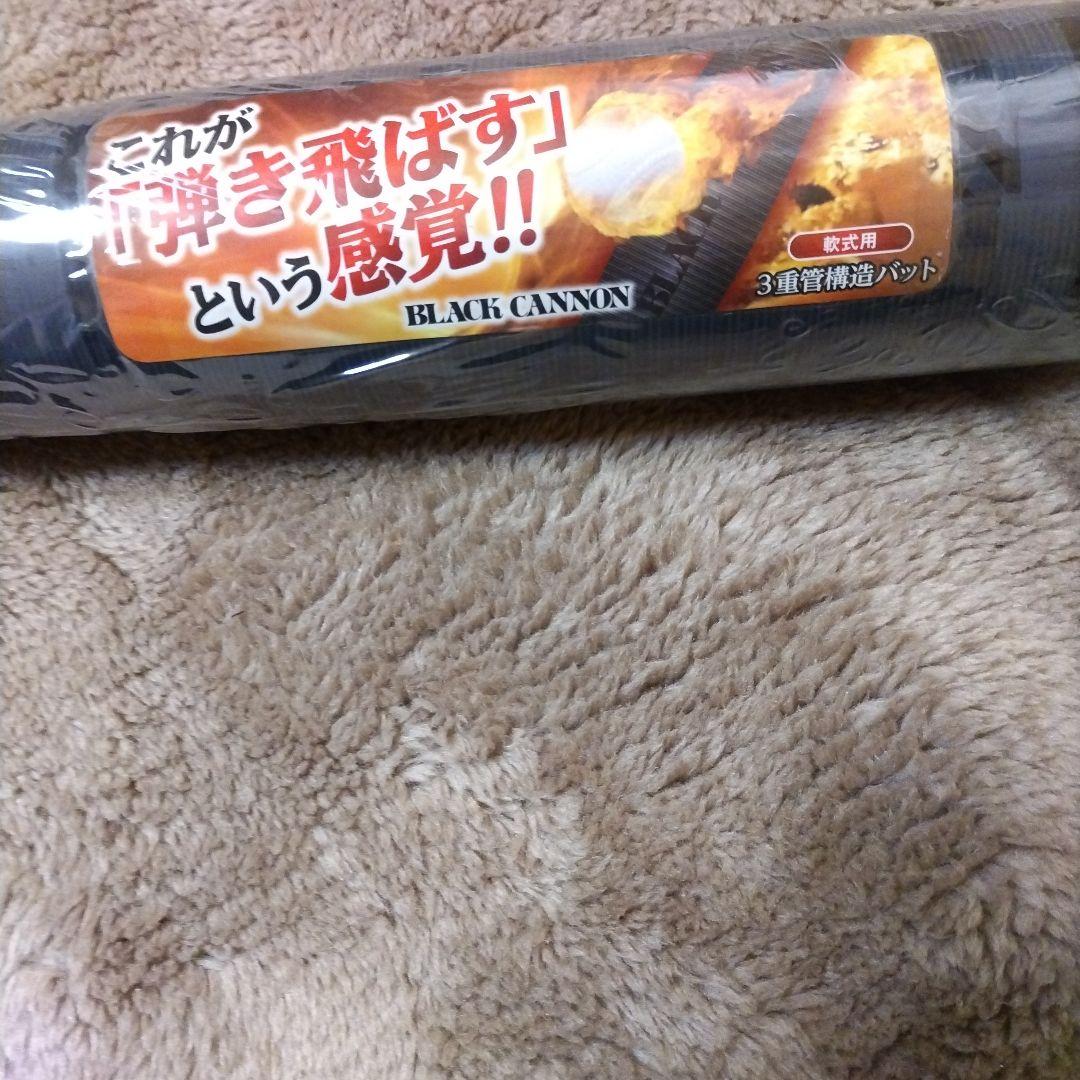 これが
「弾き飛ばす」
という感覚!!
BLACK CANNON
軟式用
3重管構造バット